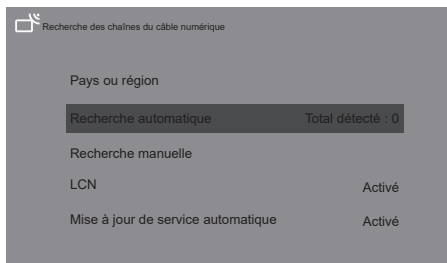 Recherche des chaînes du câble numérique
Pays ou région
Recherche automatique Total détecté : 0
Recherche manuelle
LCN Activé
Mise à jour de service automatique Activé